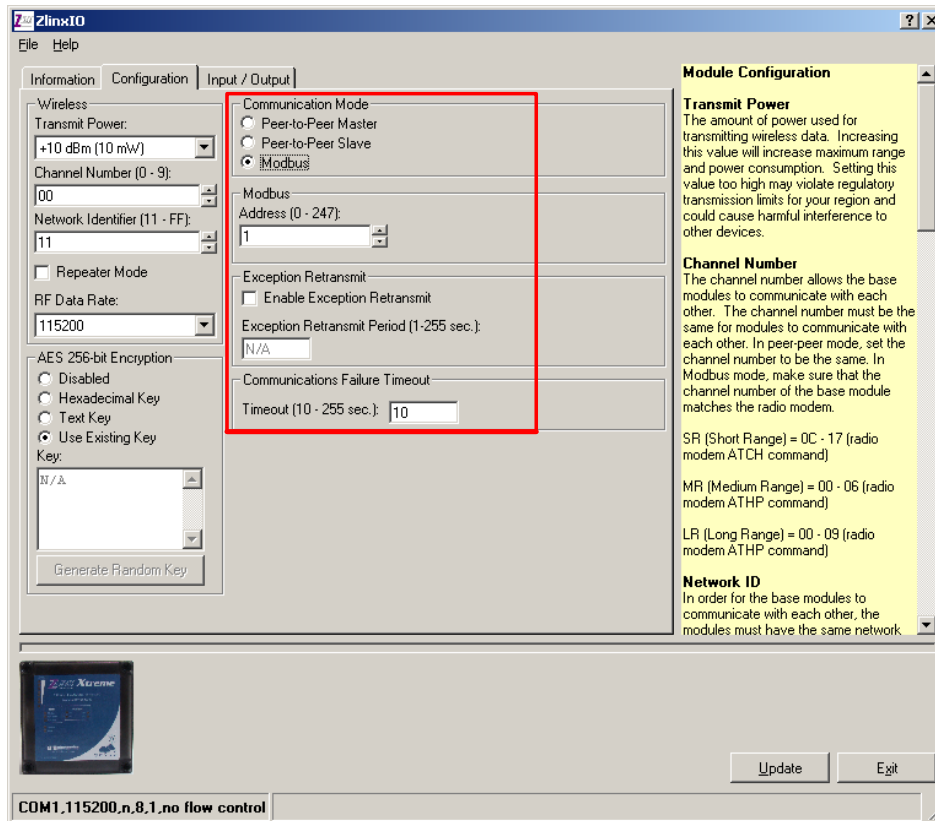 ZlinxIO
File Help
Information Configuration Input / Output
Wireless
Transmit Power:
+10 dBm (10 mW)
Channel Number (0 - 9):
00
Network Identifier (11 - FF):
11
Repeater Mode
RF Data Rate:
115200
AES 256-bit Encryption
Disabled
Hexadecimal Key
Text Key
Use Existing Key
Key:
N/A
Generate Random Key
Communication Mode
Peer-to-Peer Master
Peer-to-Peer Slave
Modbus
Modbus
Address (0 - 247):
1
Exception Retransmit
Enable Exception Retransmit
Exception Retransmit Period (1-255 sec.):
N/A
Communications Failure Timeout
Timeout (10 - 255 sec.): 10
Module Configuration
Transmit Power
The amount of power used for
transmitting wireless data. Increasing
this value will increase maximum range
and power consumption. Setting this
value too high may violate regulatory
transmission limits for your region and
could cause harmful interference to
other devices.
Channel Number
The channel number allows the base
modules to communicate with each
other. The channel number must be the
same for modules to communicate with
each other. In peer-peer mode, set the
channel number to be the same. In
Modbus mode, make sure that the
channel number of the base module
matches the radio modem.
SR (Short Range) = 0C - 17 (radio
modem ATCH command)
MR (Medium Range) = 00 - 06 (radio
modem ATHP command)
LR (Long Range) = 00 - 09 (radio
modem ATHP command)
Network ID
In order for the base modules to
communicate with each other, the
modules must have the same network
Xtreme
Update Exit
COM1,115200,n,8,1,no flow control